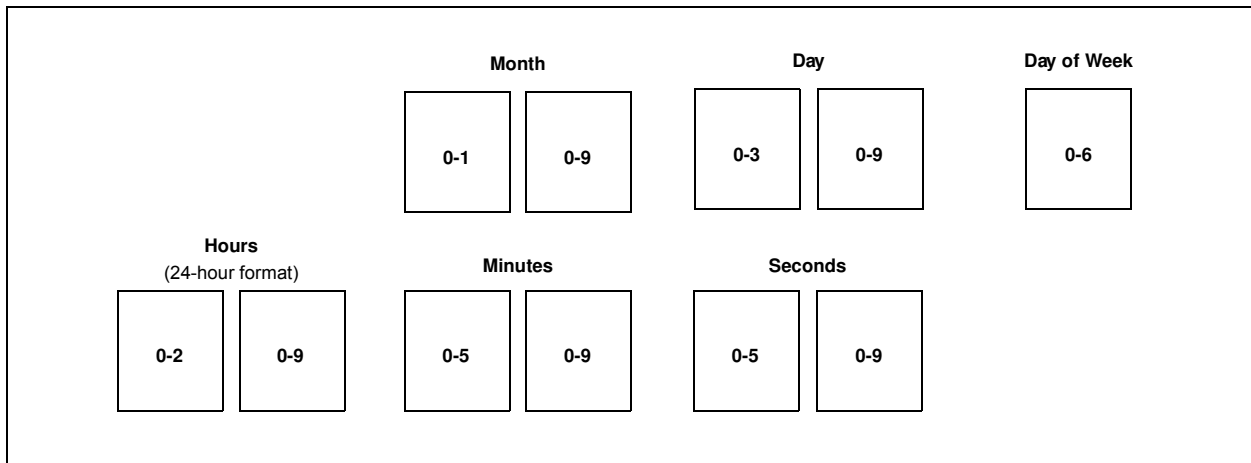 Month Day Day of Week
0-1 0-9 0-3 0-9 0-6
Hours
(24-hour format)
Minutes Seconds
0-2 0-9 0-5 0-9 0-5 0-9